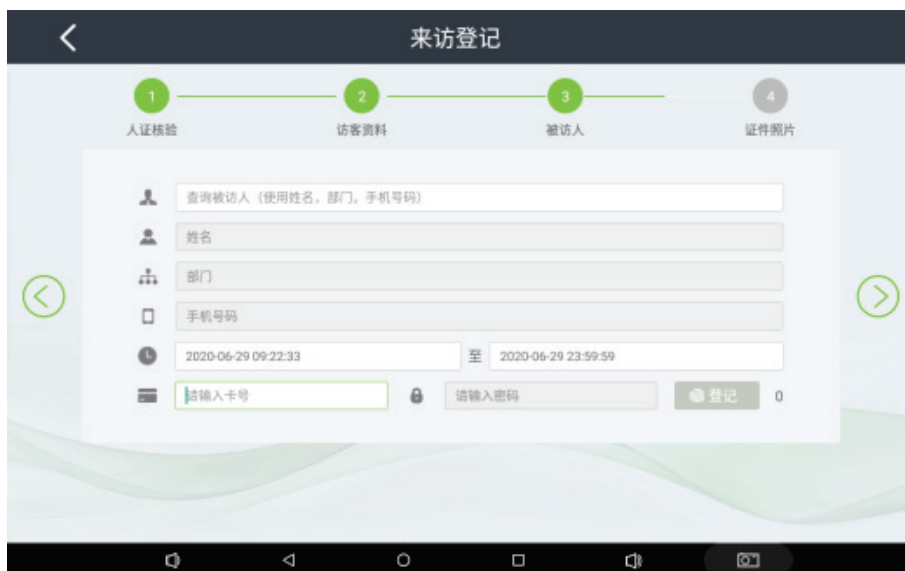 来访登记
1 2 3 4
人证核验 访客资料 被访人 证件照片
查询被访人（使用姓名，部门，手机号码）
姓名
部门
手机号码
2020-06-29 09:22:33 至 2020-06-29 23:59:59
请输入卡号 请输入密码 登记 0